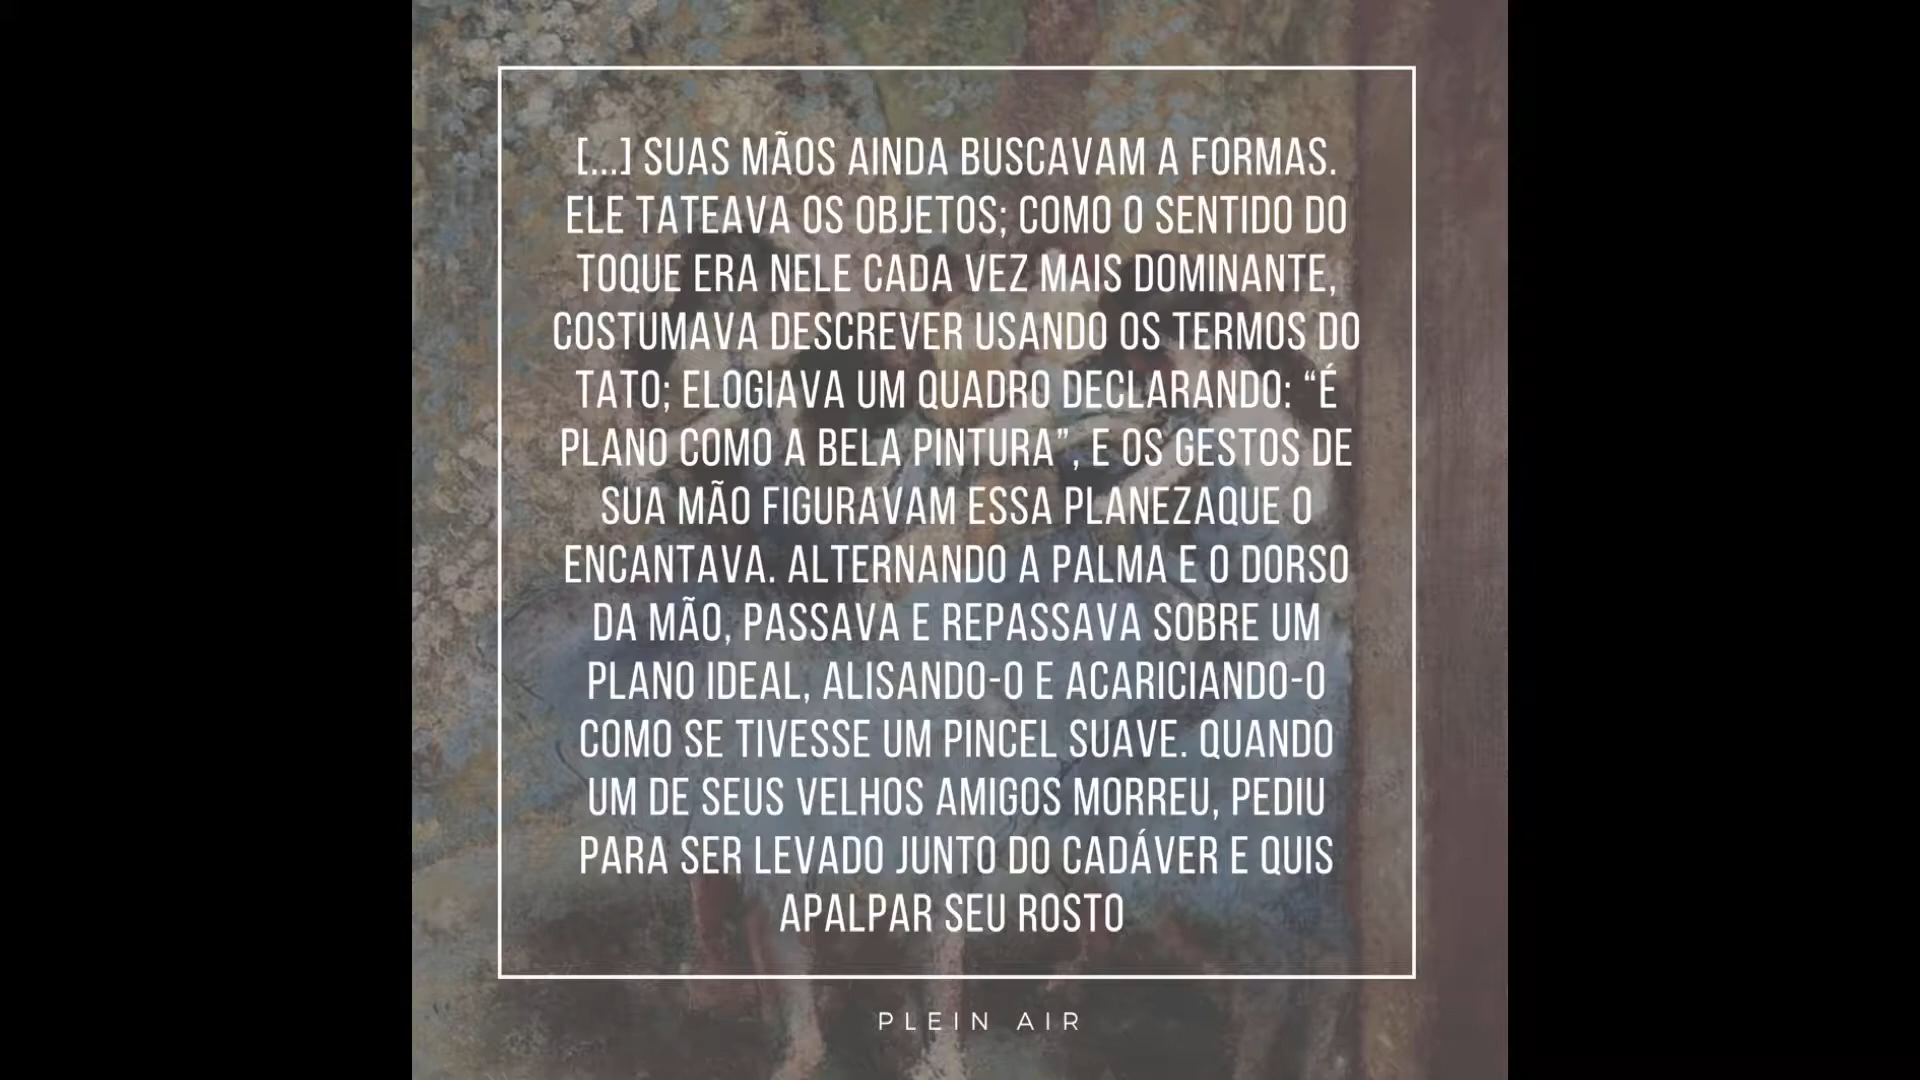 [...] SUAS MÃOS AINDA BUSCAVAM A FORMAS.
ELE TATEAVA OS OBJETOS; COMO O SENTIDO DO
TOQUE ERA NELE CADA VEZ MAIS DOMINANTE,
COSTUMAVA DESCREVER USANDO OS TERMOS DO
TATO; ELOGIAVA UM QUADRO DECLARANDO: “É
PLANO COMO A BELA PINTURA”, E OS GESTOS DE
SUA MÃO FIGURAVAM ESSA PLANEZAQUE O
ENCANTAVA. ALTERNANDO A PALMA E O DORSO
DA MÃO, PASSAVA E REPASSAVA SOBRE UM
PLANO IDEAL, ALISANDO-O E ACARICIANDO-O
COMO SE TIVESSE UM PINCEL SUAVE. QUANDO
UM DE SEUS VELHOS AMIGOS MORREU, PEDIU
PARA SER LEVADO JUNTO DO CADÁVER E QUIS
APALPAR SEU ROSTO
PLEIN AIR